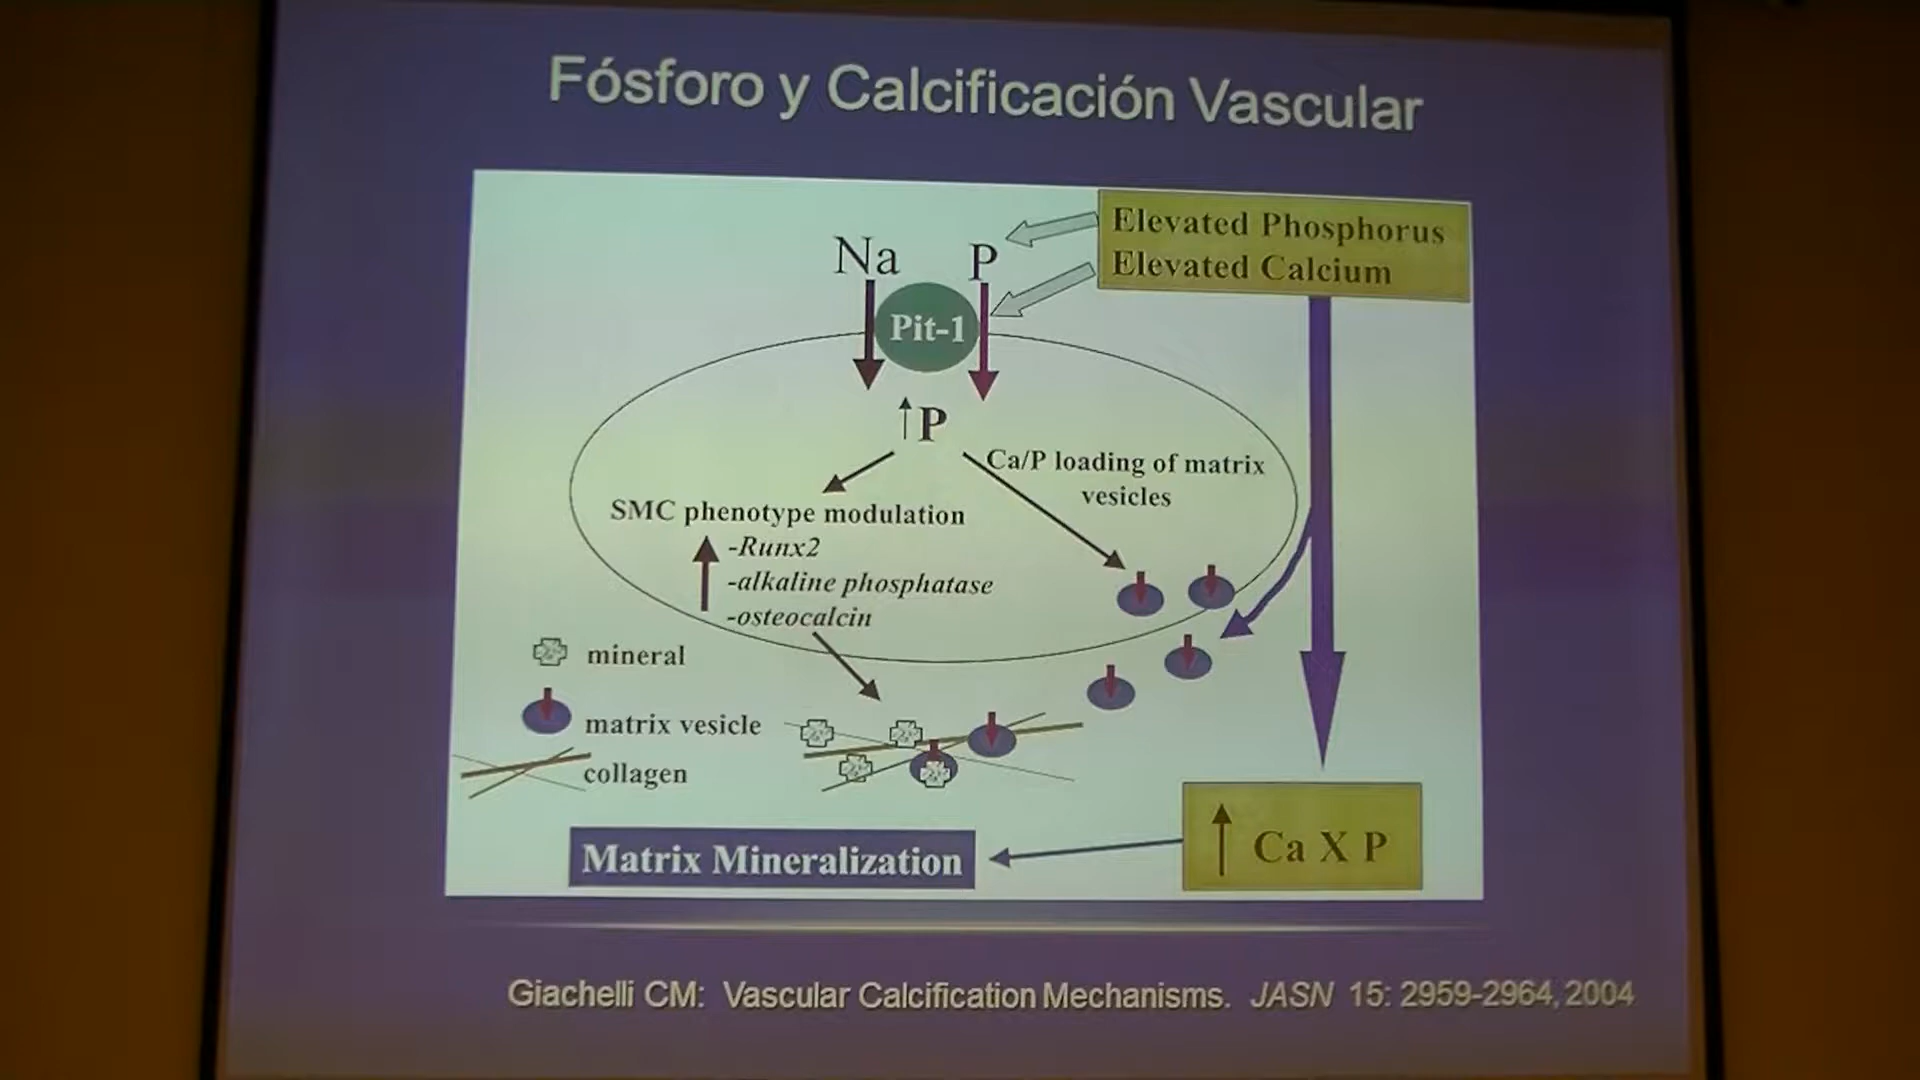 Fósforo y Calcificación Vascular
Elevated Phosphorus
Elevated Calcium
Na P
Pit-1
↑P
Ca/P loading of matrix
vesicles
SMC phenotype modulation
-Runx2
-alkaline phosphatase
-osteocalcin
mineral
matrix vesicle
collagen
Matrix Mineralization
↑ Ca X P
Giachelli CM: Vascular Calcification Mechanisms. JASN 15: 2959-2964, 2004